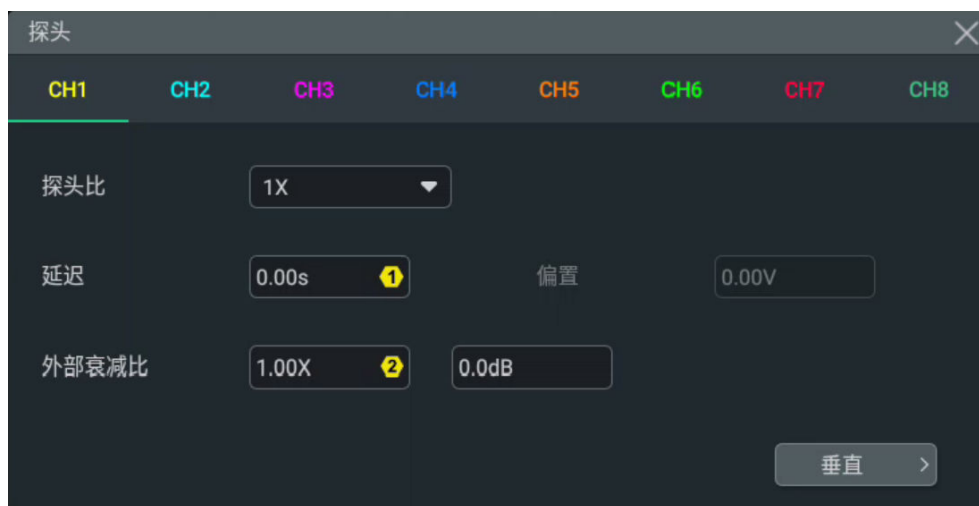 探头
CH1 CH2 CH3 CH4 CH5 CH6 CH7 CH8
探头比 1X
延迟 0.00s 1 偏置 0.00V
外部衰减比 1.00X 2 0.0dB
垂直 >